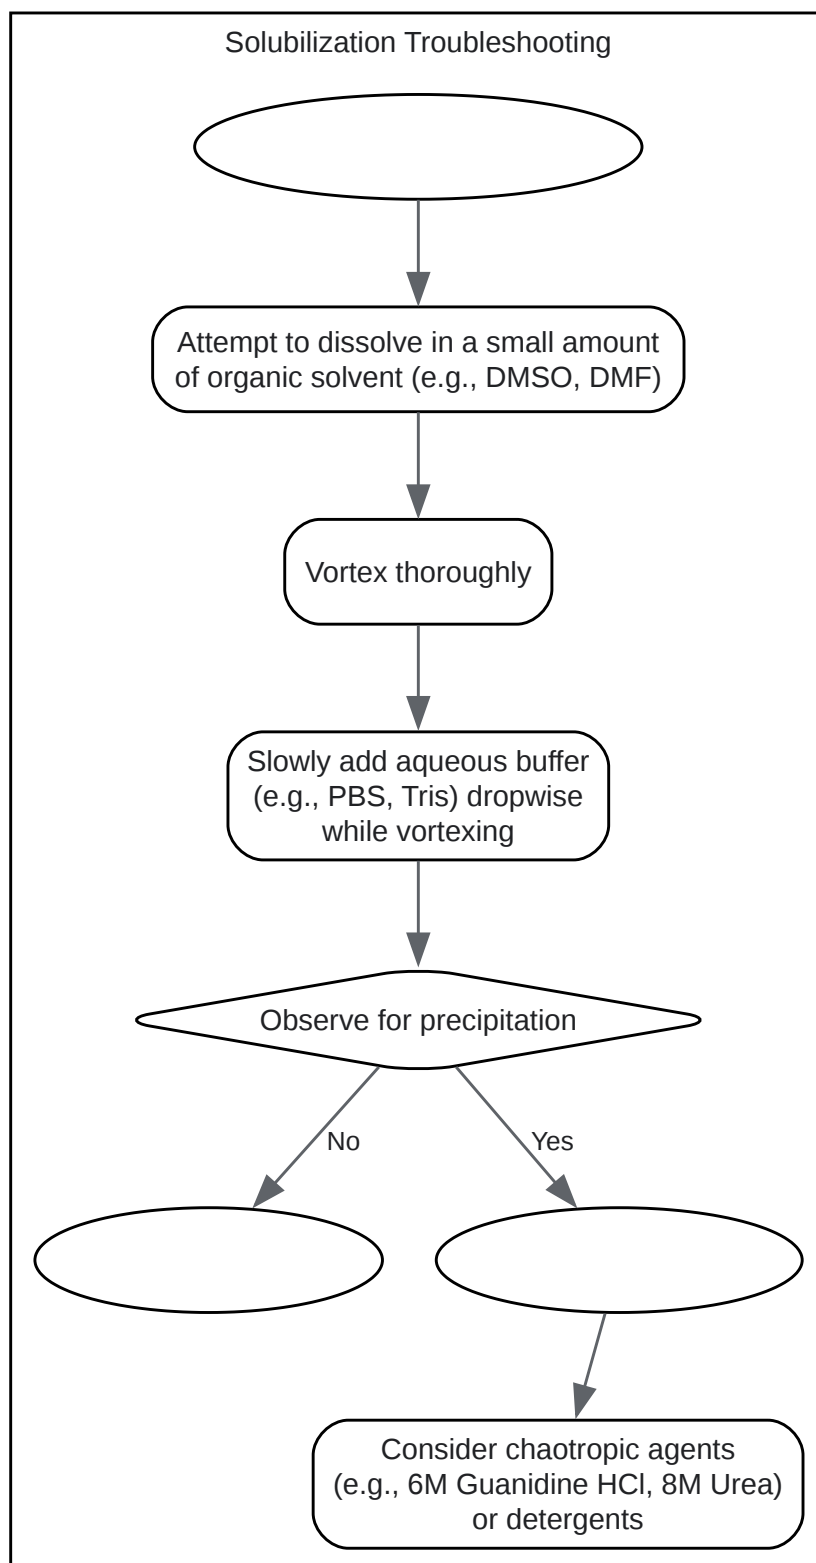 Solubilization Troubleshooting
Attempt to dissolve in a small amount
of organic solvent (e.g., DMSO, DMF)
Vortex thoroughly
Slowly add aqueous buffer
(e.g., PBS, Tris) dropwise
while vortexing
Observe for precipitation
No
Yes
Consider chaotropic agents
(e.g., 6M Guanidine HCl, 8M Urea)
or detergents